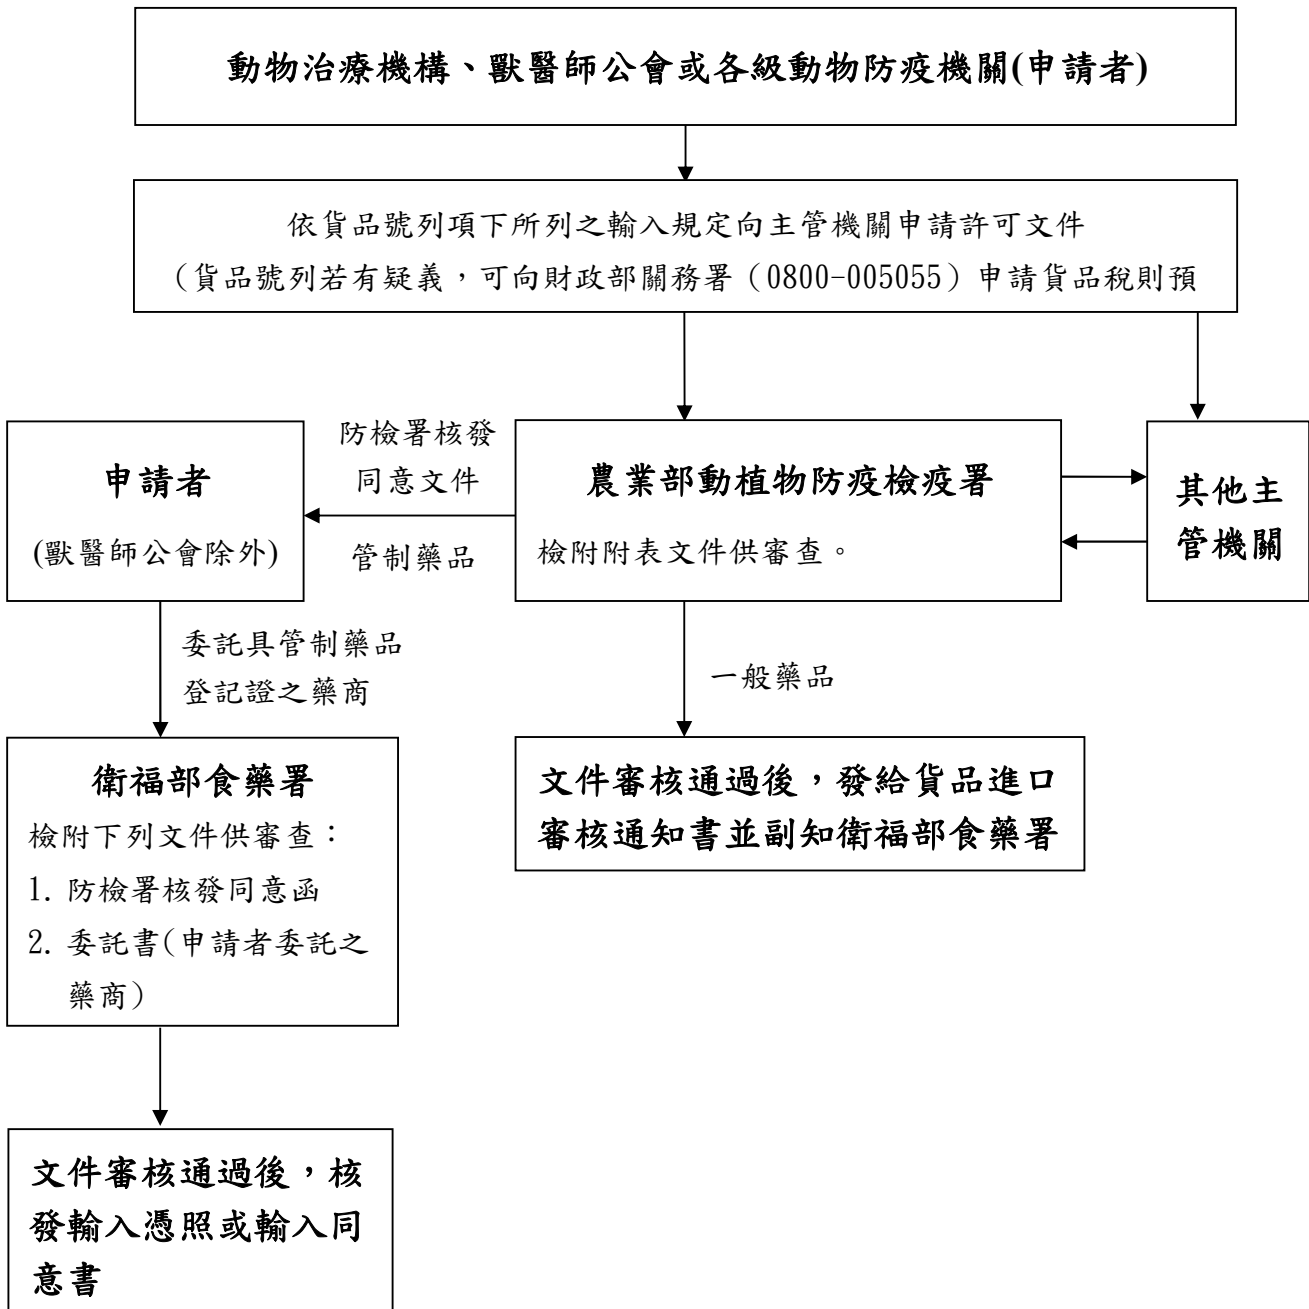 動物治療機構、獸醫師公會或各級動物防疫機關(申請者)
依貨品號列項下所列之輸入規定向主管機關申請許可文件
(貨品號列若有疑義，可向財政部關務署（0800-005055）申請貨品稅則預
防檢署核發
同意文件
管制藥品
申請者
(獸醫師公會除外)
農業部動植物防疫檢疫署
檢附附表文件供審查。
其他主
管機關
委託具管制藥品
登記證之藥商
一般藥品
衛福部食藥署
檢附下列文件供審查：
1. 防檢署核發同意函
2. 委託書(申請者委託之
藥商)
文件審核通過後，發給貨品進口
審核通知書並副知衛福部食藥署
文件審核通過後，核
發輸入憑照或輸入同
意書